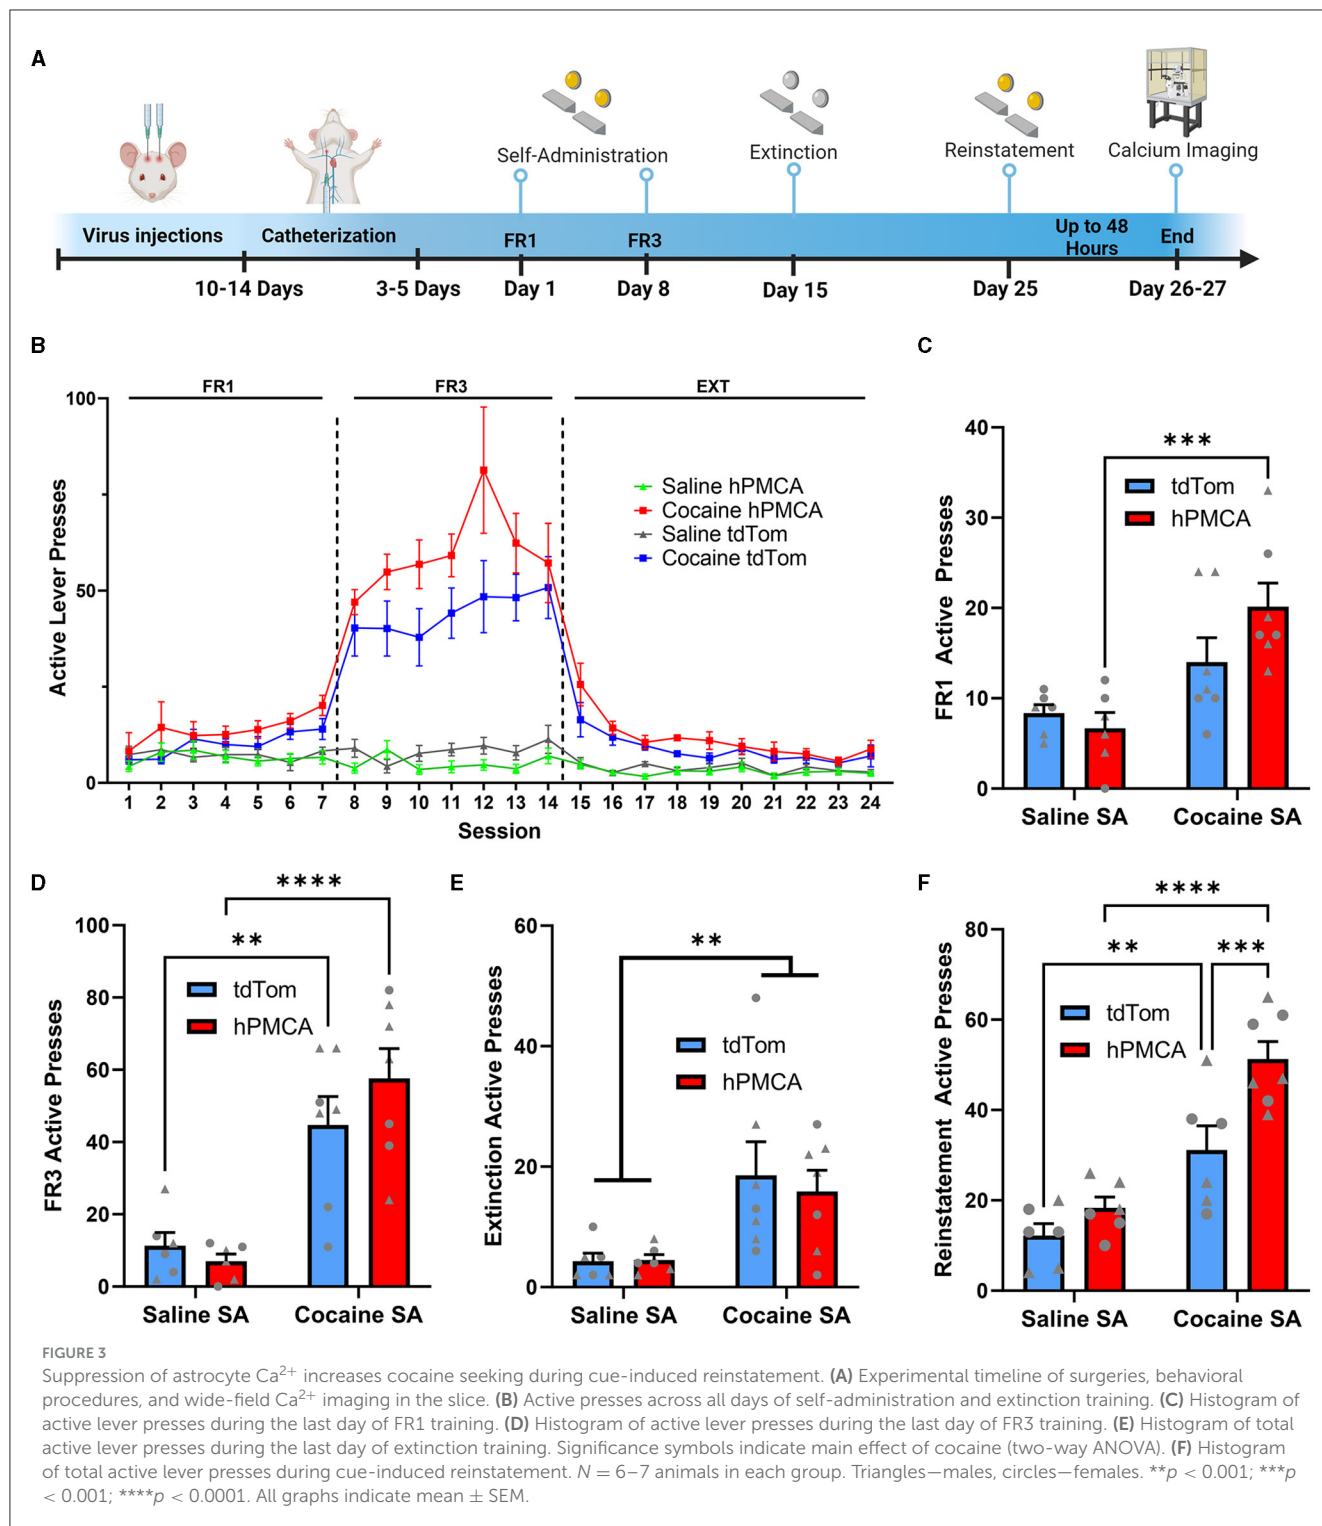 A
Self-Administration
Extinction
Reinstatement
Calcium Imaging
Virus injections
Catheterization
FR1
FR3
Up to 48
Hours
End
10-14 Days
3-5 Days
Day 1
Day 8
Day 15
Day 25
Day 26-27
B
FR1
FR3
EXT
100
50
0
Active Lever Presses
Saline hPMCA
Cocaine hPMCA
Saline tdTom
Cocaine tdTom
1 2 3 4 5 6 7 8 9 10 11 12 13 14 15 16 17 18 19 20 21 22 23 24
Session
C
40
30
20
10
0
FR1 Active Presses
***
tdTom
hPMCA
Saline SA
Cocaine SA
D
100
80
60
40
20
0
FR3 Active Presses
****
**
tdTom
hPMCA
Saline SA
Cocaine SA
E
60
40
20
0
Extinction Active Presses
**
tdTom
hPMCA
Saline SA
Cocaine SA
F
80
60
40
20
0
Reinstatement Active Presses
****
**
***
tdTom
hPMCA
Saline SA
Cocaine SA
FIGURE 3
Suppression of astrocyte Ca2+ increases cocaine seeking during cue-induced reinstatement. (A) Experimental timeline of surgeries, behavioral
procedures, and wide-field Ca2+ imaging in the slice. (B) Active presses across all days of self-administration and extinction training. (C) Histogram of
active lever presses during the last day of FR1 training. (D) Histogram of active lever presses during the last day of FR3 training. (E) Histogram of total
active lever presses during the last day of extinction training. Significance symbols indicate main effect of cocaine (two-way ANOVA). (F) Histogram
of total active lever presses during cue-induced reinstatement. N = 6–7 animals in each group. Triangles—males, circles—females. **p < 0.001; ***p
< 0.001; ****p < 0.0001. All graphs indicate mean ± SEM.